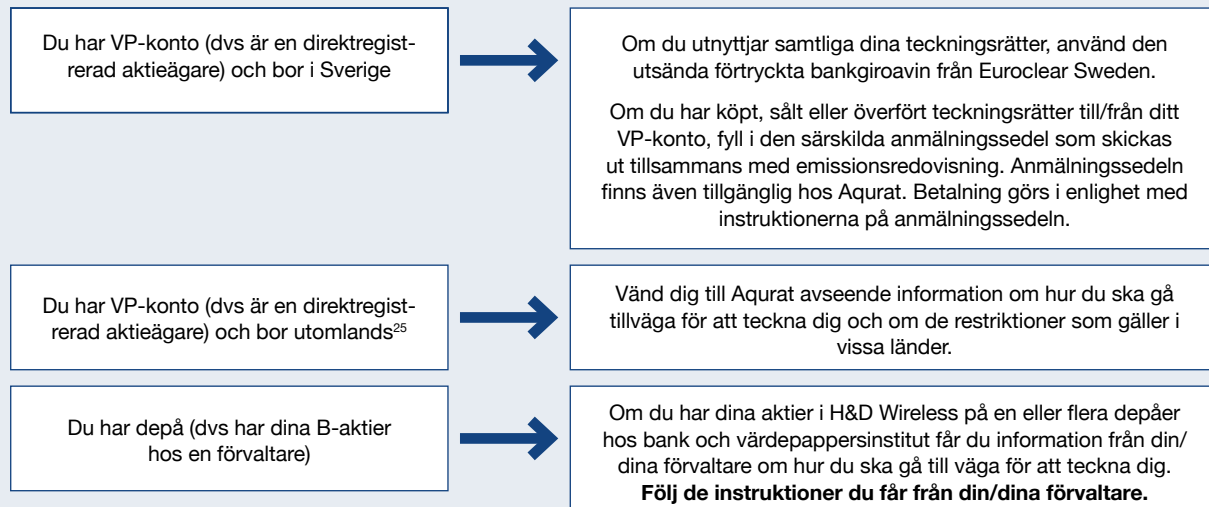 Du har VP-konto (dvs är en direktregist-
rerad aktieägare) och bor i Sverige
Om du utnyttjar samtliga dina teckningsrätter, använd den
utsända förtryckta bankgiroavin från Euroclear Sweden.
Om du har köpt, sålt eller överfört teckningsrätter till/från ditt
VP-konto, fyll i den särskilda anmälningssedel som skickas
ut tillsammans med emissionsredovisning. Anmälningssedeln
finns även tillgänglig hos Aqurat. Betalning görs i enlighet med
instruktionerna på anmälningssedeln.
Du har VP-konto (dvs är en direktregist-
rerad aktieägare) och bor utomlands²⁵
Vänd dig till Aqurat avseende information om hur du ska gå
tillväga för att teckna dig och om de restriktioner som gäller i
vissa länder.
Du har depå (dvs har dina B-aktier
hos en förvaltare)
Om du har dina aktier i H&D Wireless på en eller flera depåer
hos bank och värdepappersinstitut får du information från din/
dina förvaltare om hur du ska gå till väga för att teckna dig.
Följ de instruktioner du får från din/dina förvaltare.